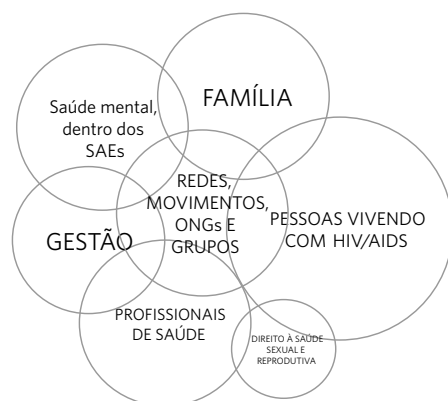 FAMÍLIA
Saúde mental,
dentro dos
SAEs
REDES,
MOVIMENTOS,
ONGs E
GRUPOS
PESSOAS VIVENDO
COM HIV/AIDS
GESTÃO
PROFISSIONAIS
DE SAÚDE
DIREITO À SAÚDE
SEXUAL E
REPRODUTIVA